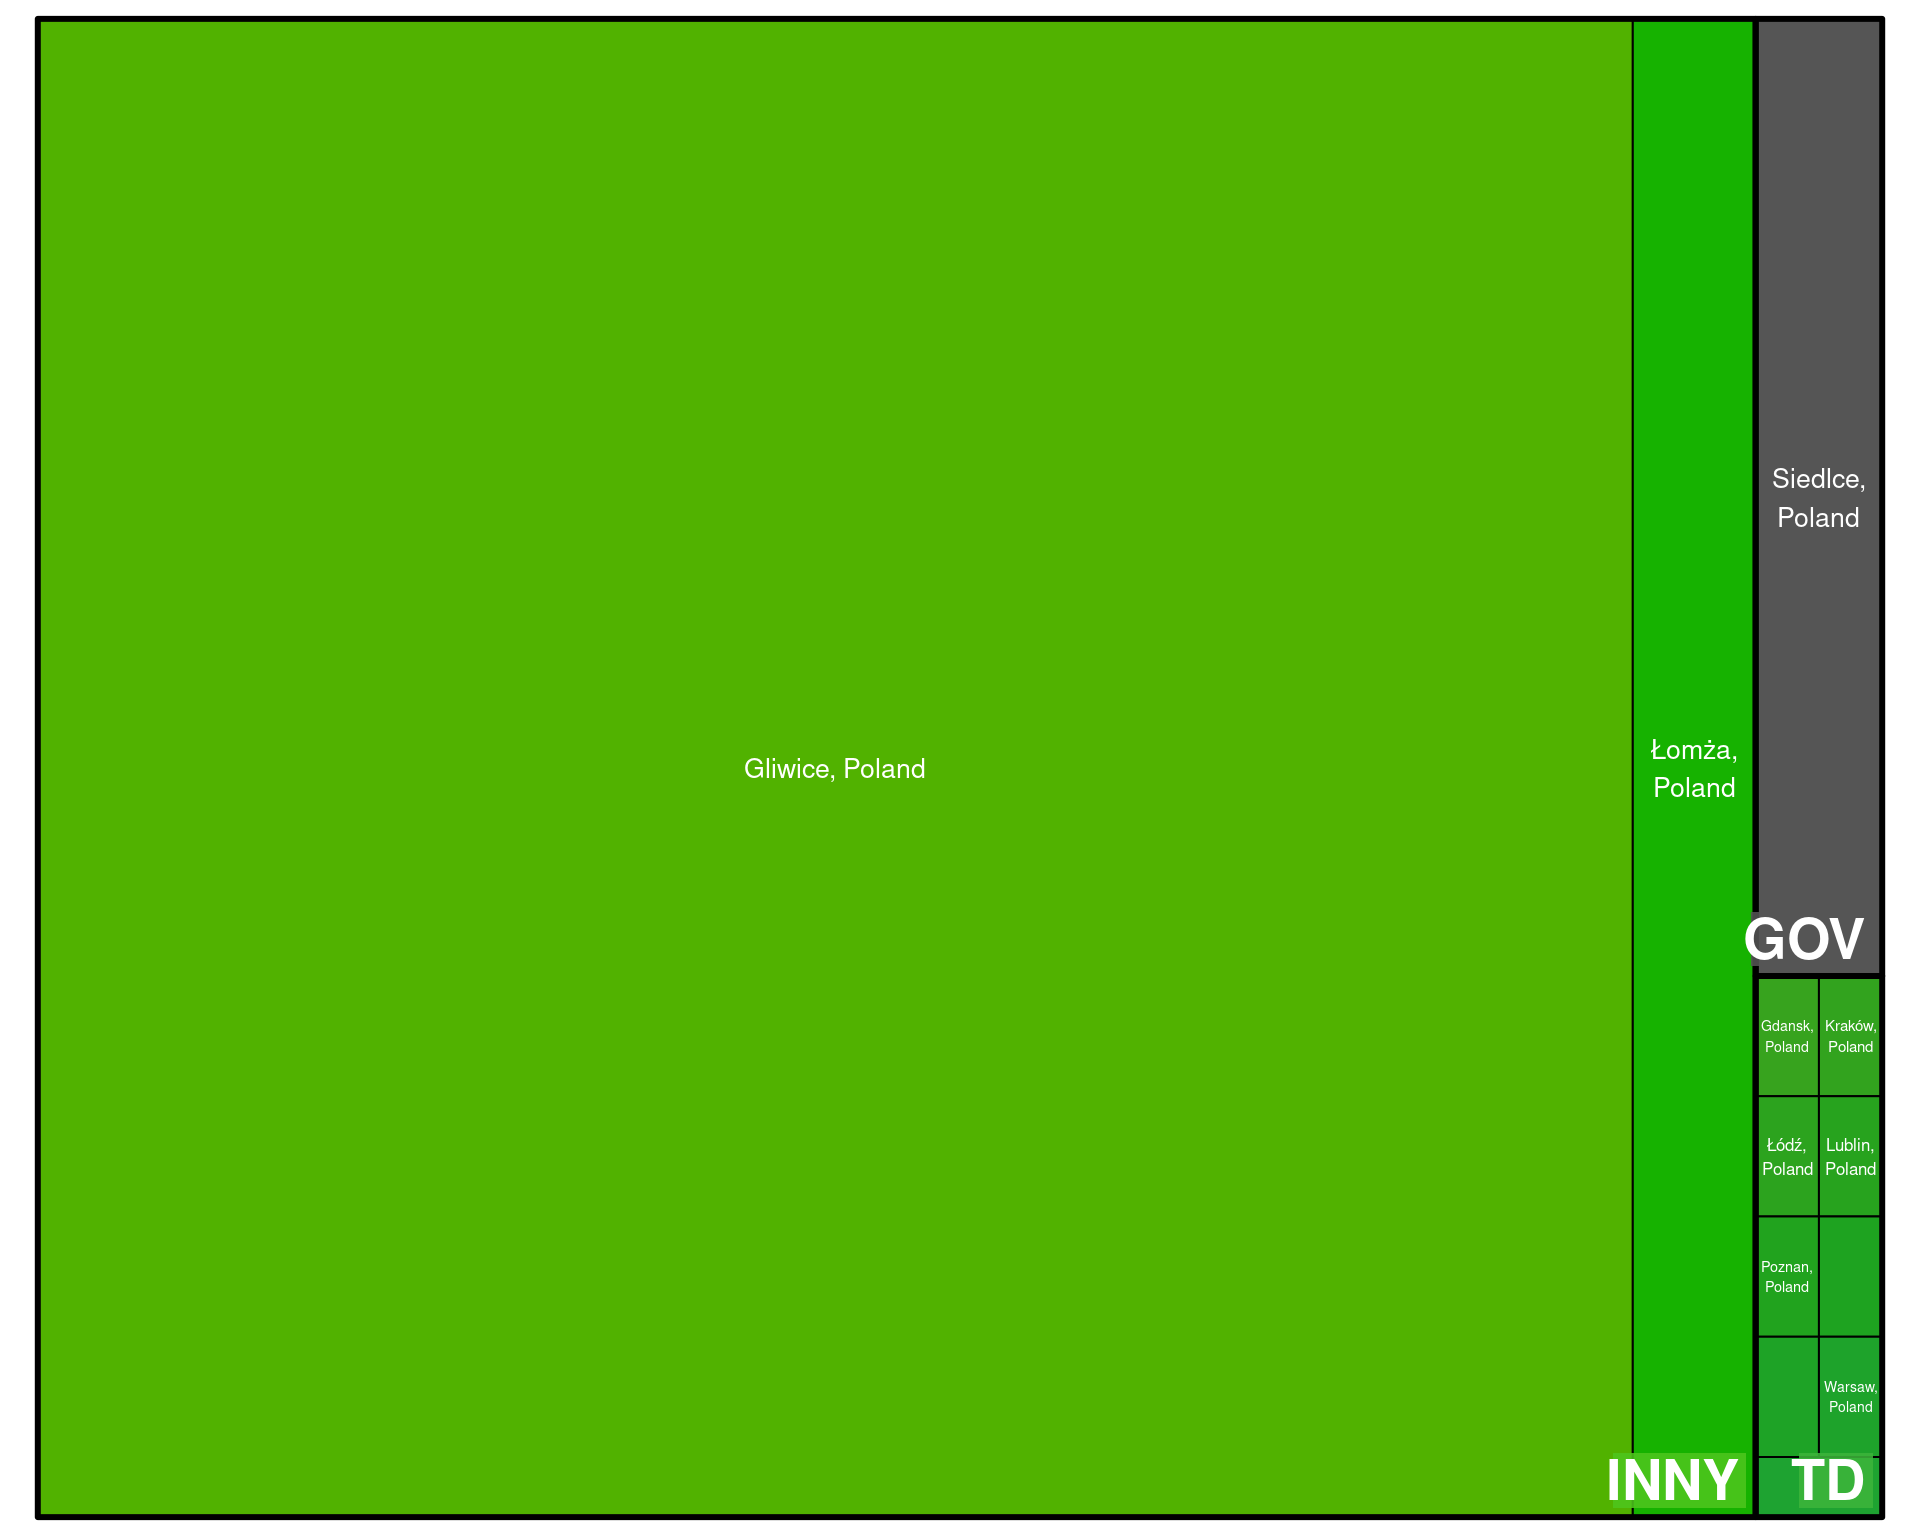 Gliwice, Poland
Łomża,
Poland
INNY
Siedlce,
Poland
GOV
Gdansk,
Poland
Kraków,
Poland
Łódź,
Poland
Lublin,
Poland
Poznan,
Poland
Warsaw,
Poland
TD